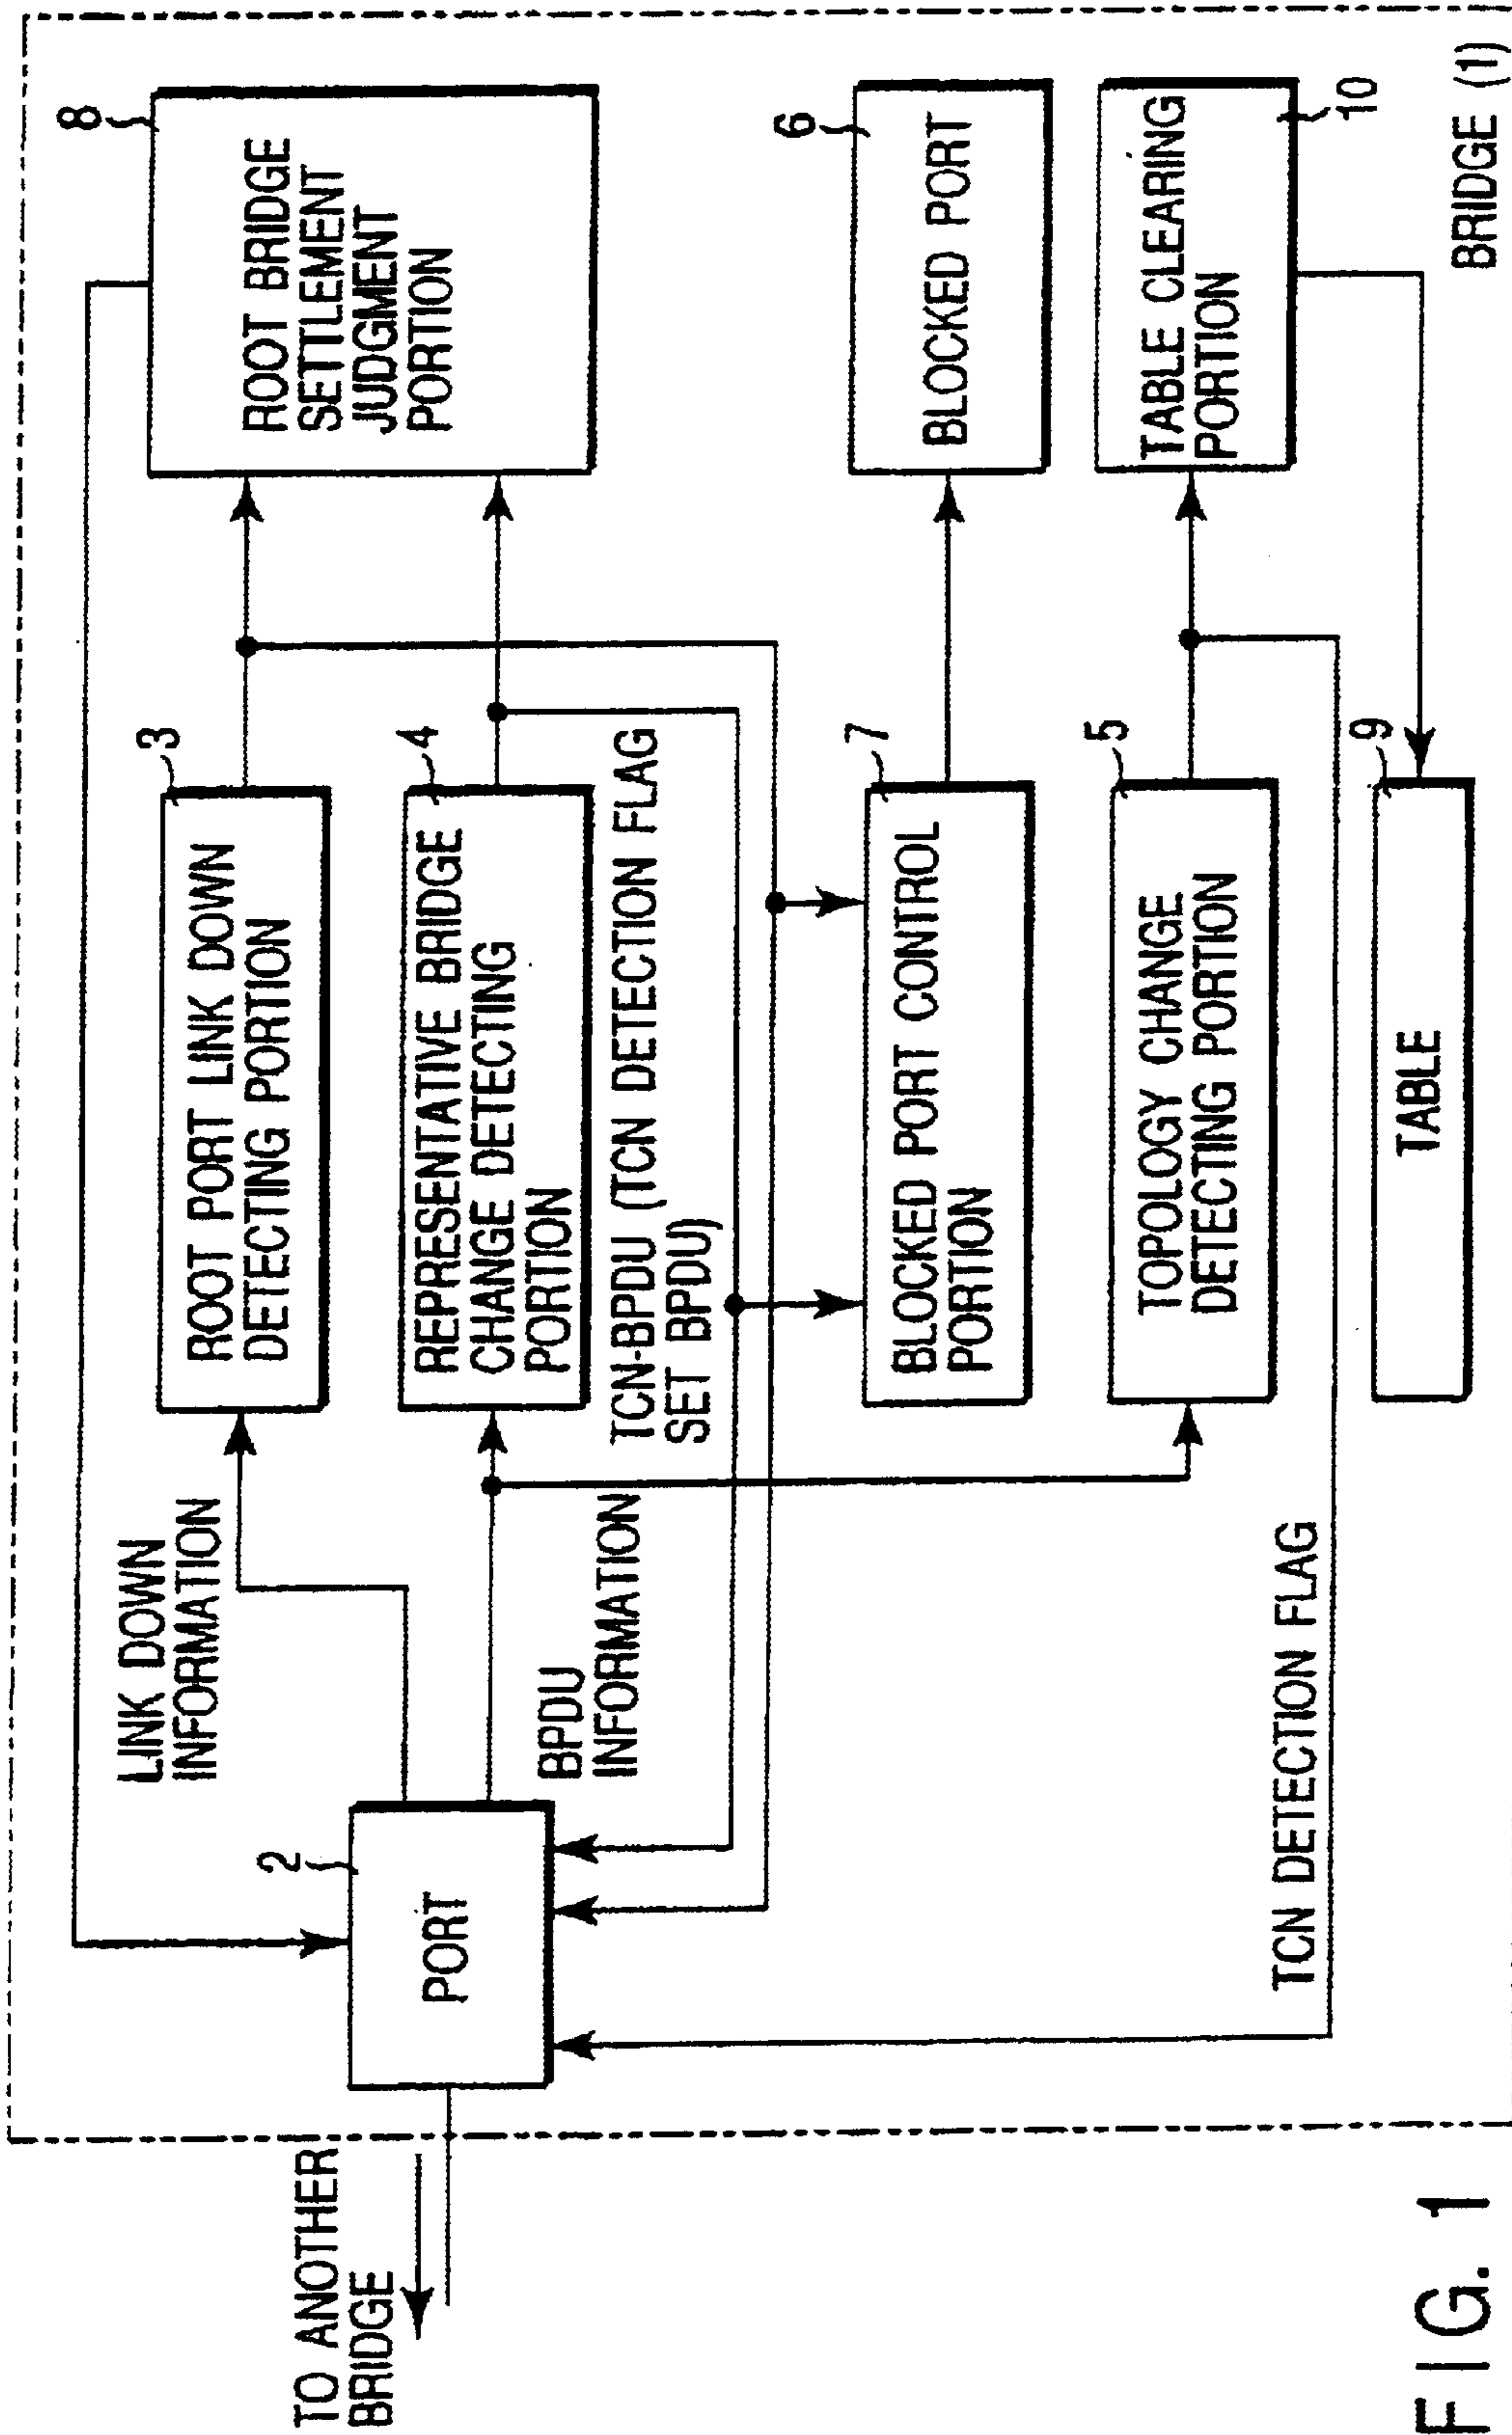 TO ANOTHER
BRIDGE
2
PORT
LINK DOWN
INFORMATION
BPDU
INFORMATION
3
ROOT PORT LINK DOWN
DETECTING PORTION
4
REPRESENTATIVE BRIDGE
CHANGE DETECTING
PORTION
TCN-BPDU (TCN DETECTION FLAG
SET BPDU)
7
BLOCKED PORT CONTROL
PORTION
5
TOPOLOGY CHANGE
DETECTING PORTION
9
TABLE
TCN DETECTION FLAG
8
ROOT BRIDGE
SETTLEMENT
JUDGMENT
PORTION
6
BLOCKED PORT
TABLE CLEARING
PORTION
10
BRIDGE (1)
FIG. 1